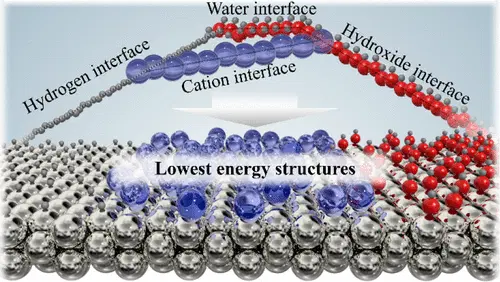 Water interface
Hydrogen interface
Cation interface
Hydroxide interface
Lowest energy structures